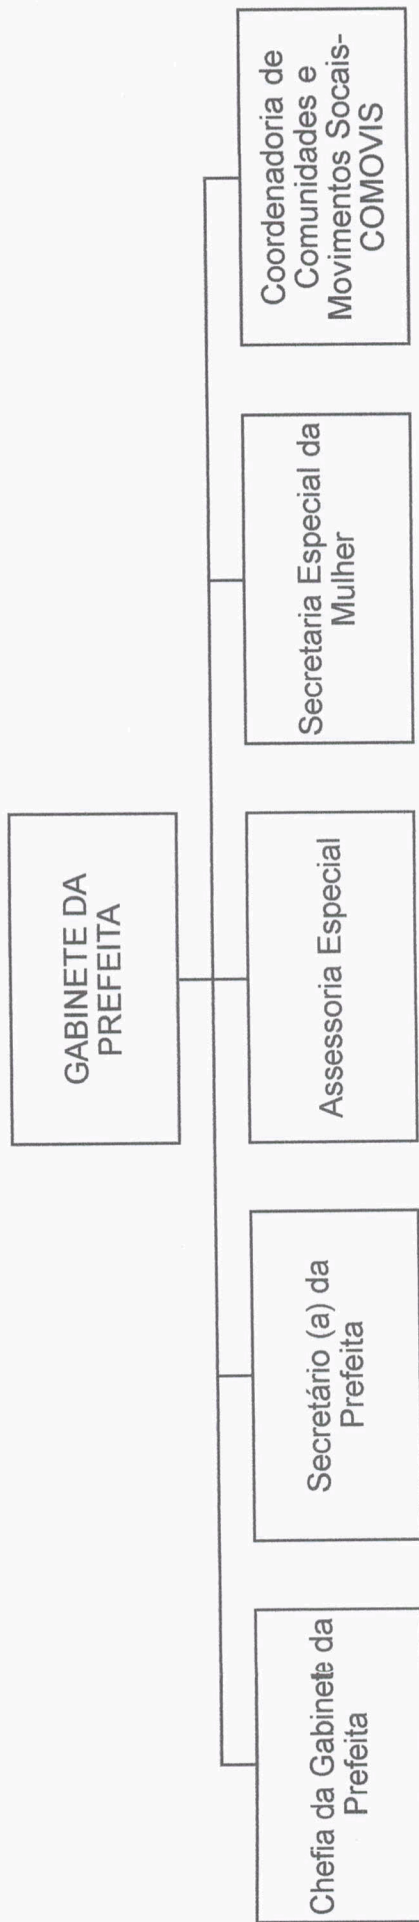 GABINETE DA
PREFEITA
Chefia da Gabinete da
Prefeita
Secretário (a) da
Prefeita
Assessoria Especial
Secretaria Especial da
Mulher
Coordenadoria de
Comunidades e
Movimentos Socais-
COMOVIS